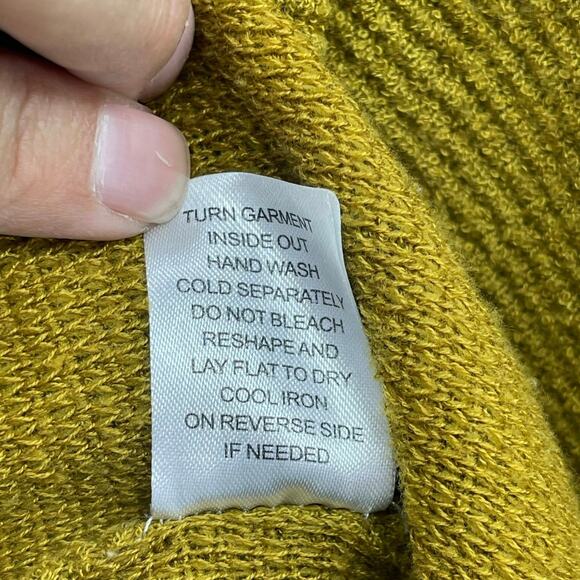 TURN GARMENT
INSIDE OUT
HAND WASH
COLD SEPARATELY
DO NOT BLEACH
RESHAPE AND
LAY FLAT TO DRY
COOL IRON
ON REVERSE SIDE
IF NEEDED